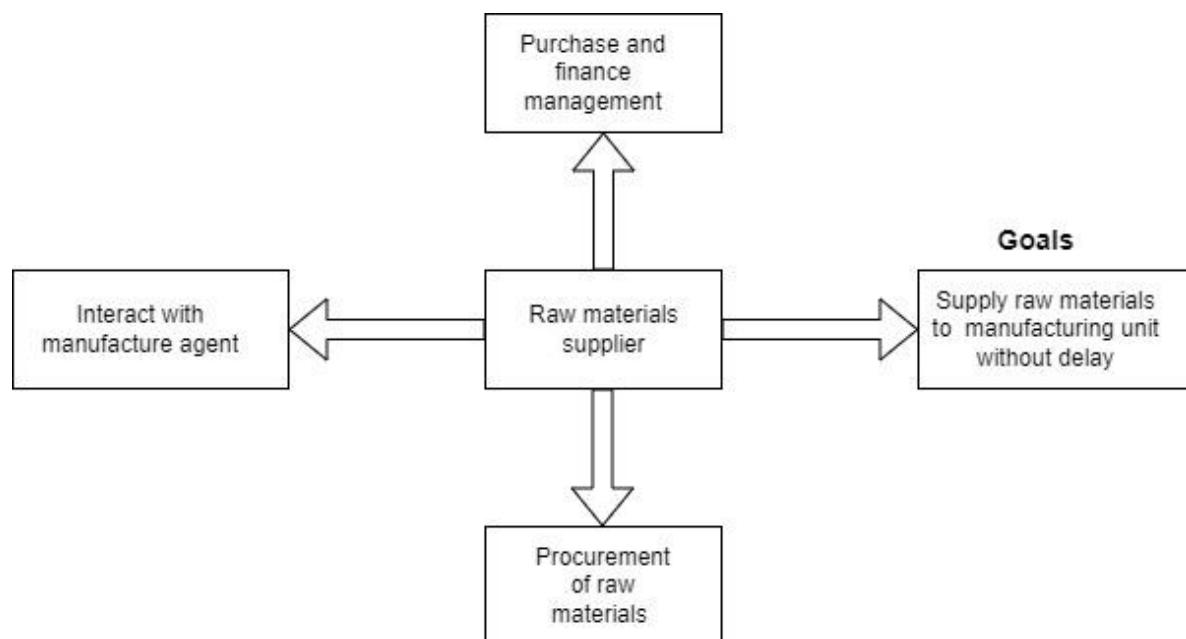 Purchase and
finance
management
Goals
Interact with
manufacture agent
Raw materials
supplier
Supply raw materials
to manufacturing unit
without delay
Procurement
of raw
materials